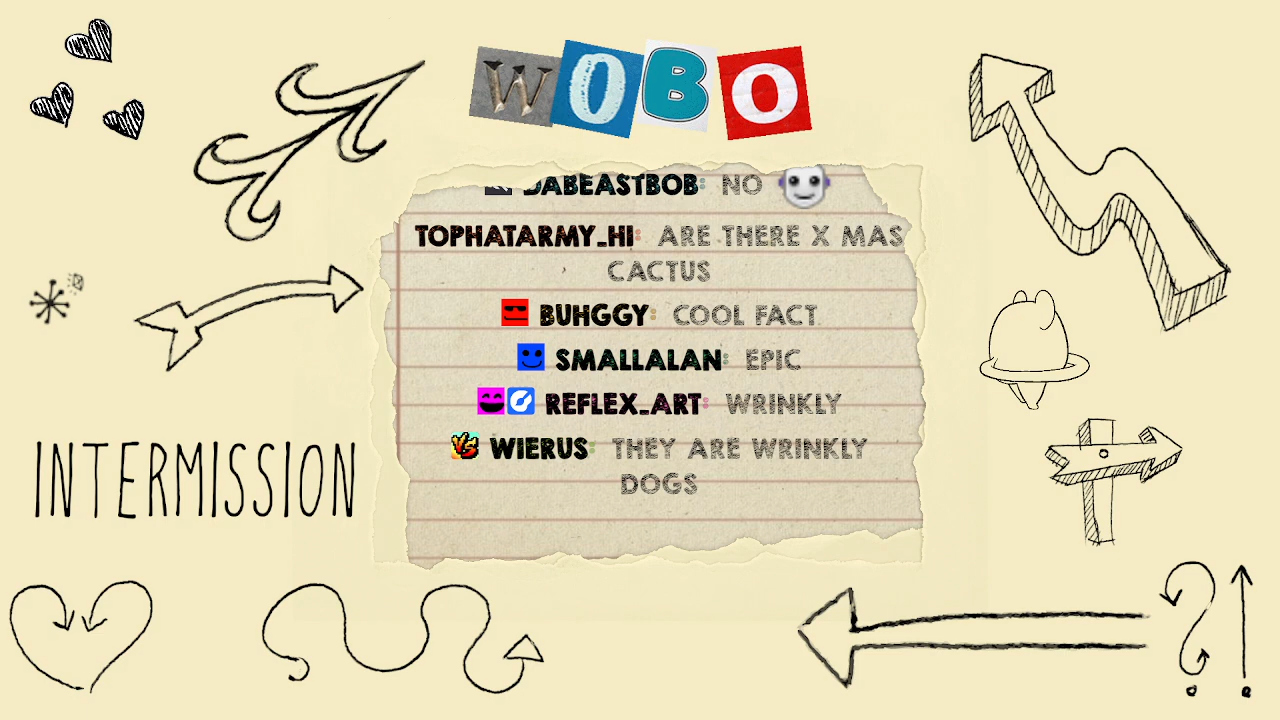 WOBO
DABEASTBOB: NO
TOPHATARMY_HI: ARE THERE X MAS
CACTUS
BUHGGY: COOL FACT
SMALLALAN: EPIC
REFLEX_ART: WRINKLY
WIERUS: THEY ARE WRINKLY
DOGS
INTERMISSION
?!